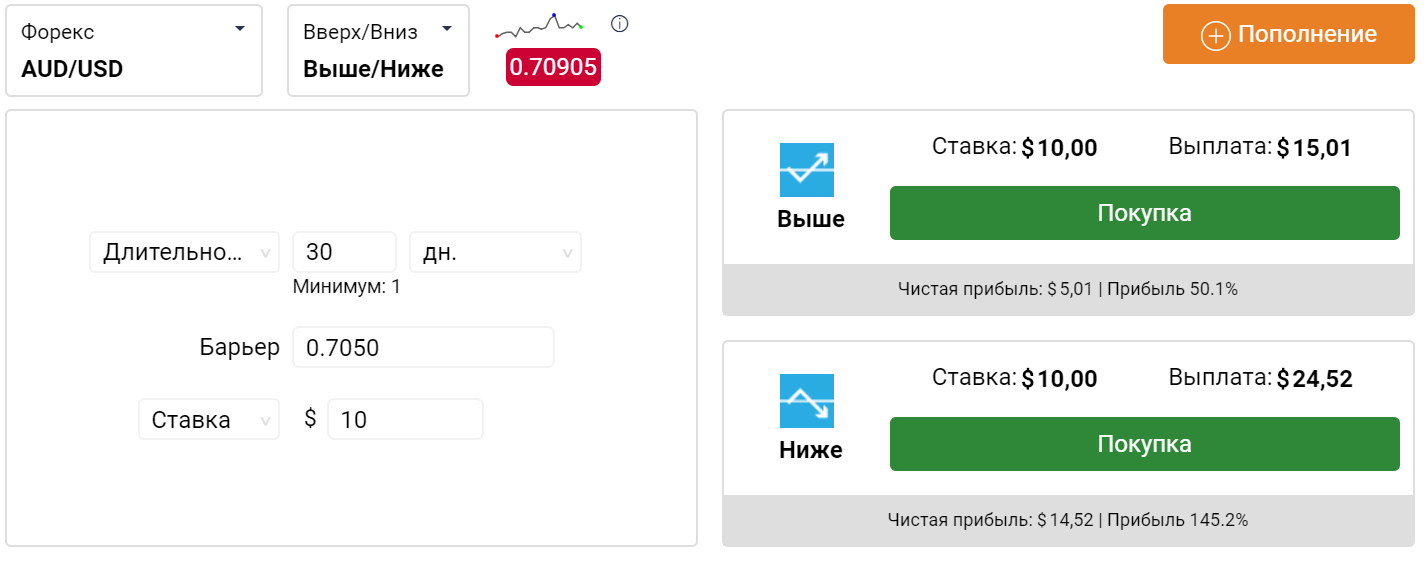 Форекс
AUD/USD
Вверх/Вниз
Выше/Ниже
0.70905
Пополнение
Длительно...
30
дн.
Минимум: 1
Барьер
0.7050
Ставка
$
10
Выше
Ставка: $ 10,00
Выплата: $ 15,01
Покупка
Чистая прибыль: $ 5,01 | Прибыль 50.1%
Ниже
Ставка: $ 10,00
Выплата: $ 24,52
Покупка
Чистая прибыль: $ 14,52 | Прибыль 145.2%